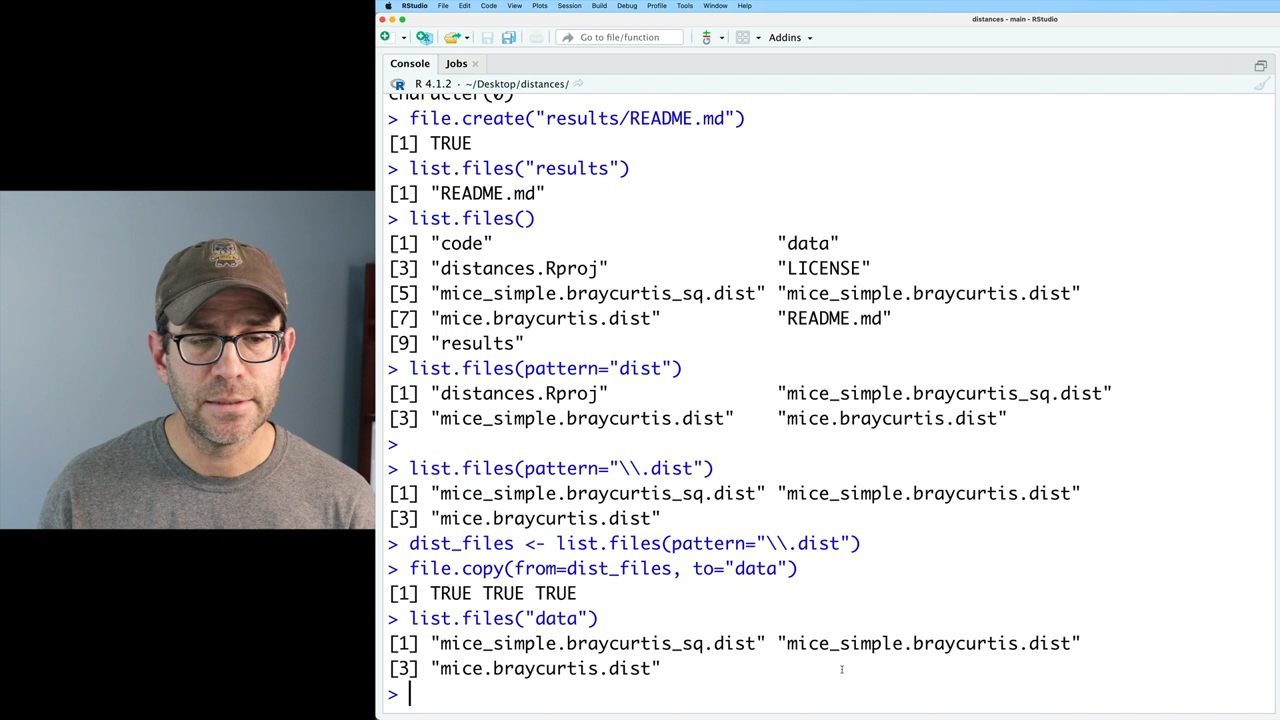 RStudio File Edit Code View Plots Session Build Debug Profile Tools Window Help
distances - main - RStudio
Go to file/function Addins
Console Jobs
R 4.1.2 · ~/Desktop/distances/
character(0)
> file.create("results/README.md")
[1] TRUE
> list.files("results")
[1] "README.md"
> list.files()
[1] "code" "data"
[3] "distances.Rproj" "LICENSE"
[5] "mice_simple.braycurtis_sq.dist" "mice_simple.braycurtis.dist"
[7] "mice.braycurtis.dist" "README.md"
[9] "results"
> list.files(pattern="dist")
[1] "distances.Rproj" "mice_simple.braycurtis_sq.dist"
[3] "mice_simple.braycurtis.dist" "mice.braycurtis.dist"
>
> list.files(pattern="\\.dist")
[1] "mice_simple.braycurtis_sq.dist" "mice_simple.braycurtis.dist"
[3] "mice.braycurtis.dist"
> dist_files <- list.files(pattern="\\.dist")
> file.copy(from=dist_files, to="data")
[1] TRUE TRUE TRUE
> list.files("data")
[1] "mice_simple.braycurtis_sq.dist" "mice_simple.braycurtis.dist"
[3] "mice.braycurtis.dist"
>